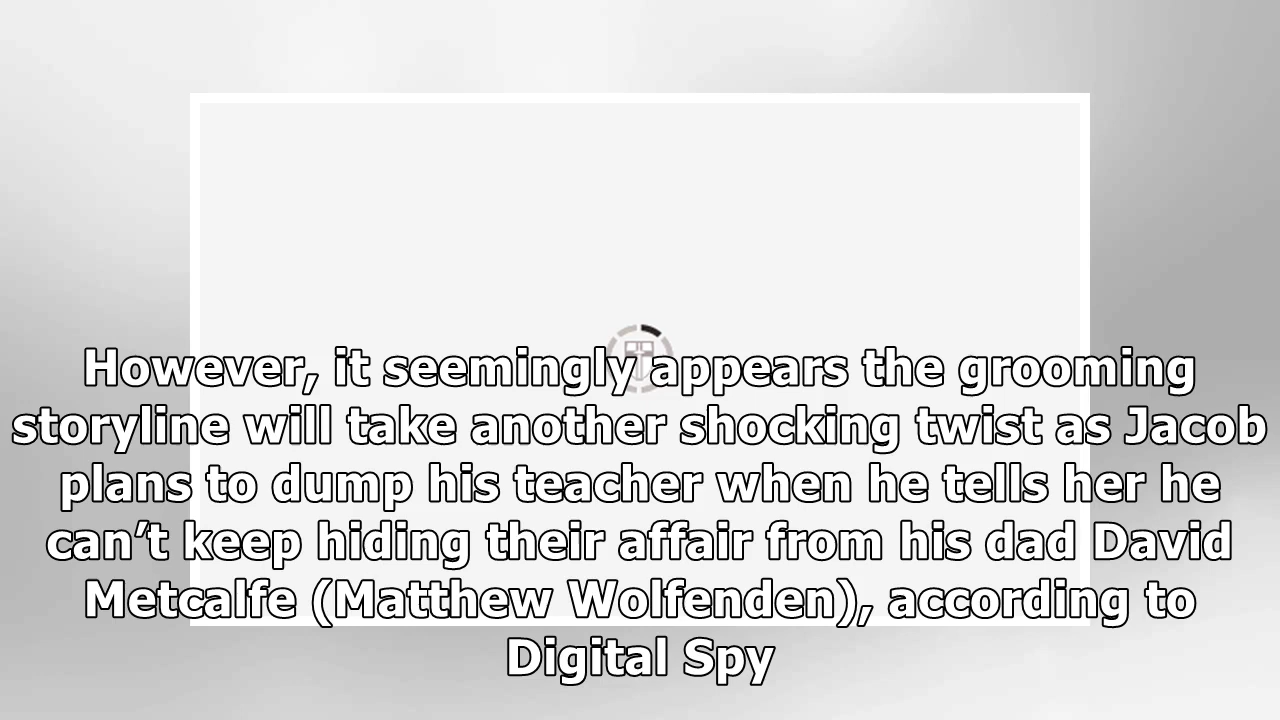 However, it seemingly appears the grooming
storyline will take another shocking twist as Jacob
plans to dump his teacher when he tells her he
can’t keep hiding their affair from his dad David
Metcalfe (Matthew Wolfenden), according to
Digital Spy